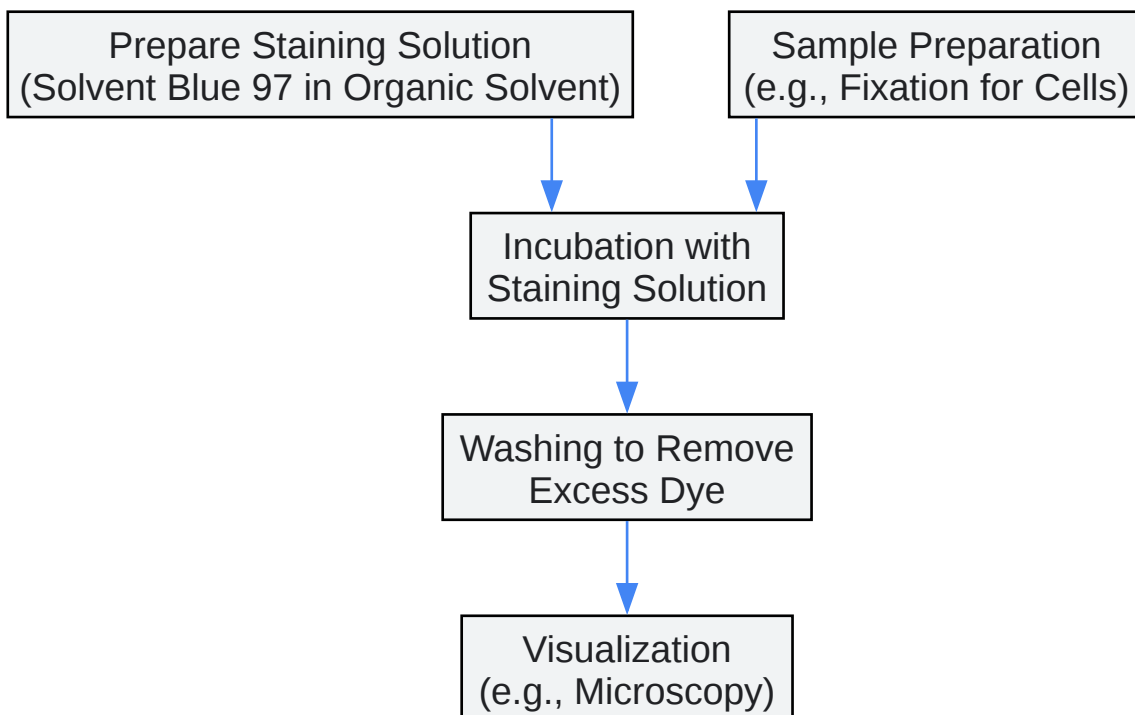 Prepare Staining Solution
(Solvent Blue 97 in Organic Solvent)
Sample Preparation
(e.g., Fixation for Cells)
Incubation with
Staining Solution
Washing to Remove
Excess Dye
Visualization
(e.g., Microscopy)